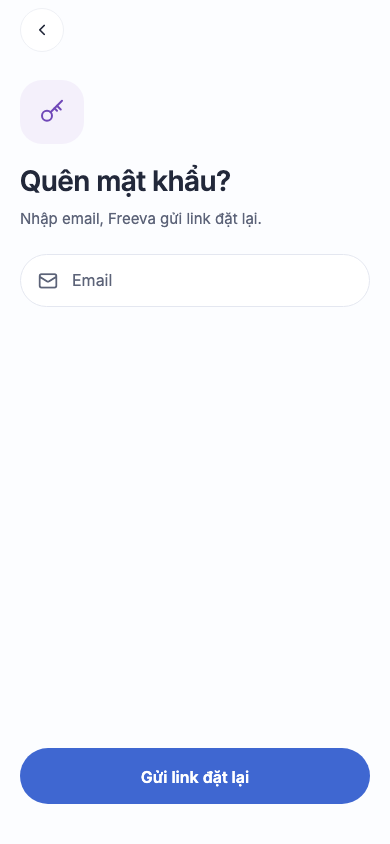 Quên mật khẩu?
Nhập email, Freeva gửi link đặt lại.
Email
Gửi link đặt lại